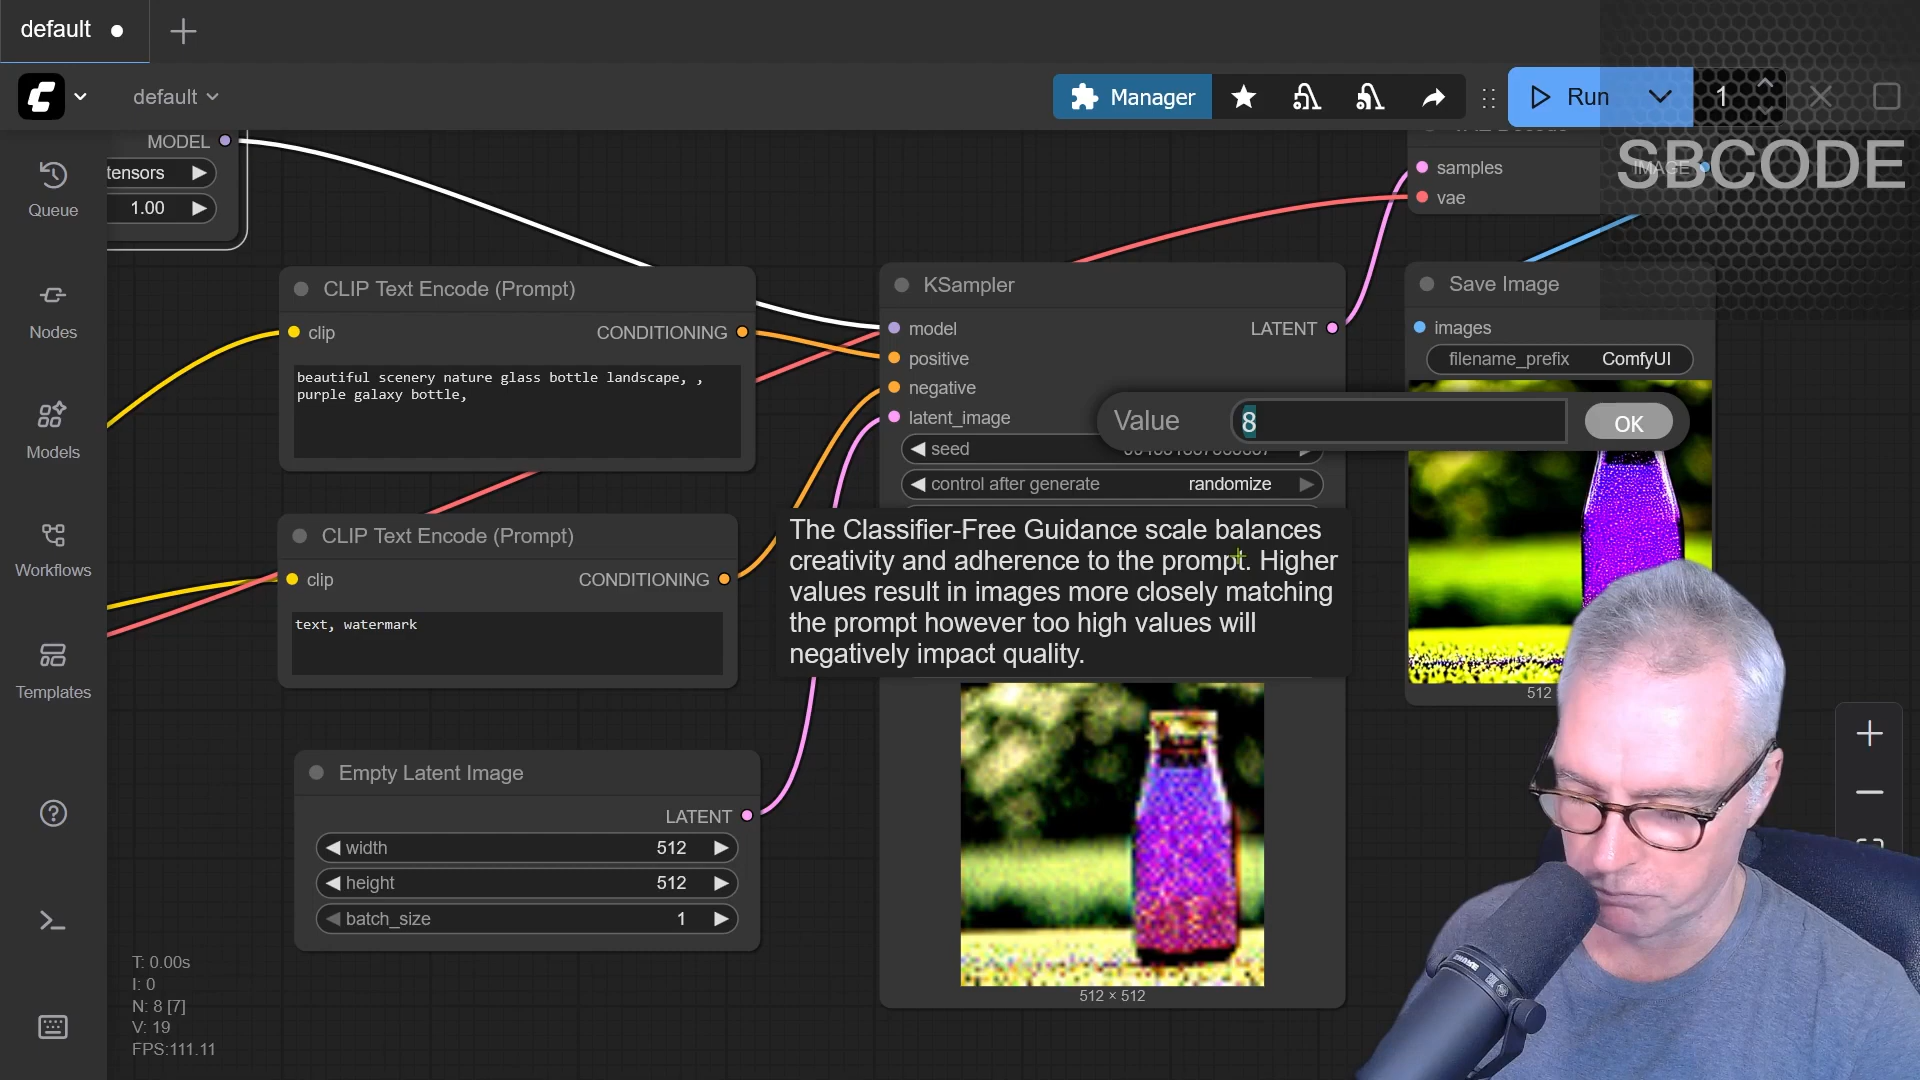 default
default
Manager
Run
1
SBCODE
Queue
Nodes
Models
Workflows
Templates
MODEL
tensors
1.00
CLIP Text Encode (Prompt)
clip
CONDITIONING
beautiful scenery nature glass bottle landscape, ,
purple galaxy bottle,
CLIP Text Encode (Prompt)
clip
CONDITIONING
text, watermark
Empty Latent Image
LATENT
width 512
height 512
batch_size 1
KSampler
model
LATENT
positive
negative
latent_image
seed
control after generate randomize
Value 8 OK
The Classifier-Free Guidance scale balances
creativity and adherence to the prompt. Higher
values result in images more closely matching
the prompt however too high values will
negatively impact quality.
512 × 512
samples
IMAGE
vae
Save Image
images
filename_prefix ComfyUI
512
T: 0.00s
I: 0
N: 8 [7]
V: 19
FPS:111.11